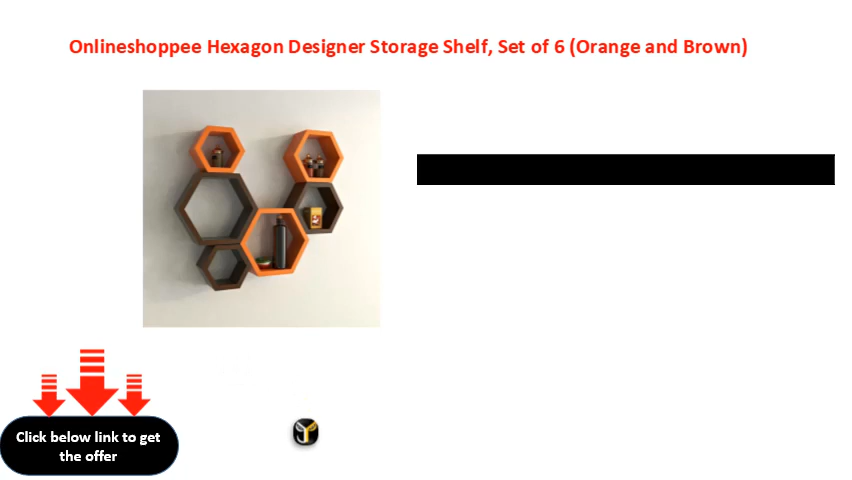 Onlineshoppee Hexagon Designer Storage Shelf, Set of 6 (Orange and Brown)
Click below link to get
the offer